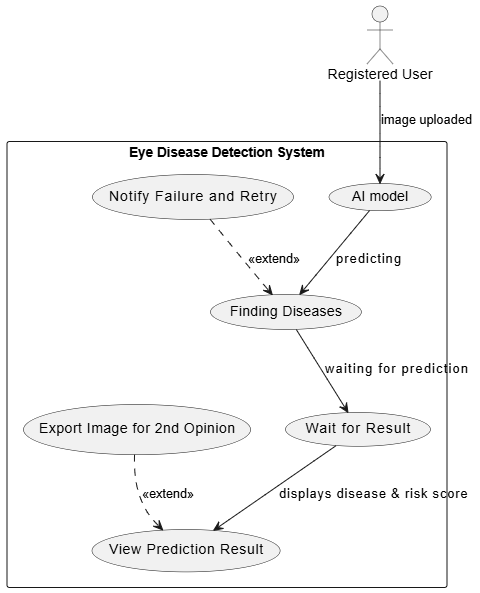 Registered User
image uploaded
Eye Disease Detection System
Notify Failure and Retry
AI model
«extend»
predicting
Finding Diseases
waiting for prediction
Export Image for 2nd Opinion
Wait for Result
«extend»
displays disease & risk score
View Prediction Result